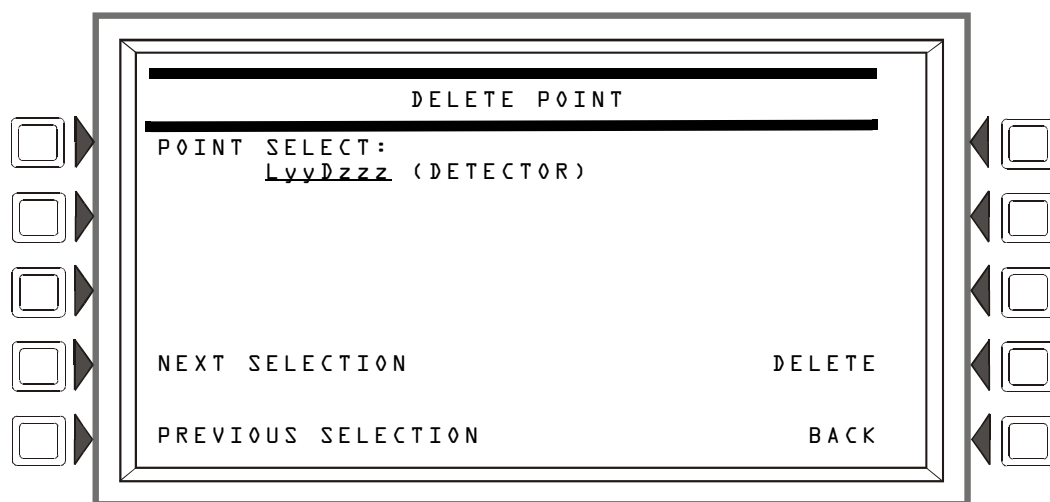 DELETE POINT
POINT SELECT:
LyyDzzz (DETECTOR)
NEXT SELECTION DELETE
PREVIOUS SELECTION BACK